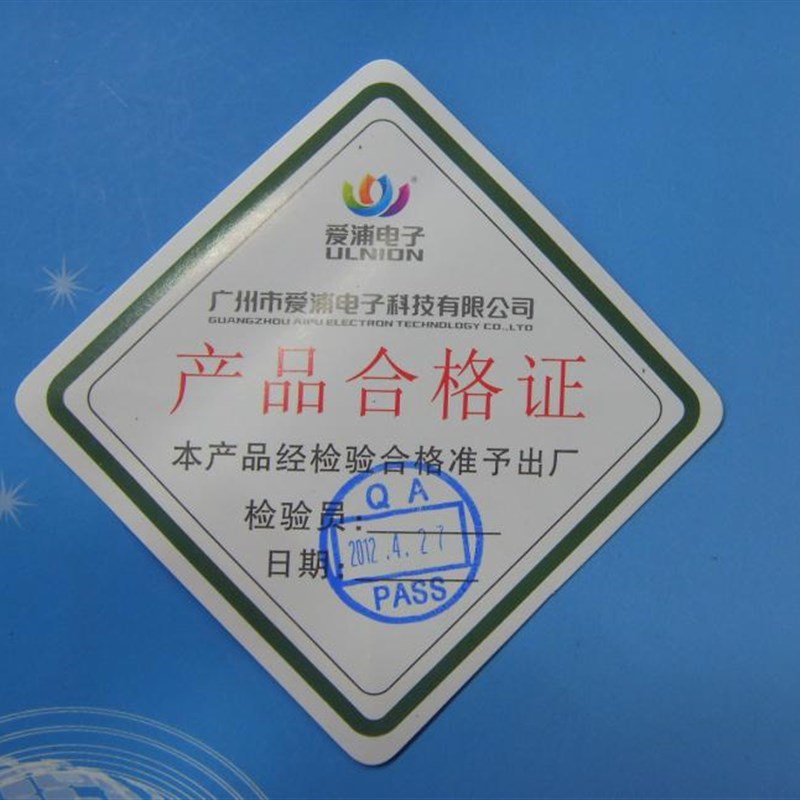 爱浦电子
ULNION
广州市爱浦电子科技有限公司
GUANGZHOU AIPU ELECTRON TECHNOLOGY CO.,LTD
产品合格证
本产品经检验合格准予出厂
QA
检验员:
2012.4.27
日期:
PASS